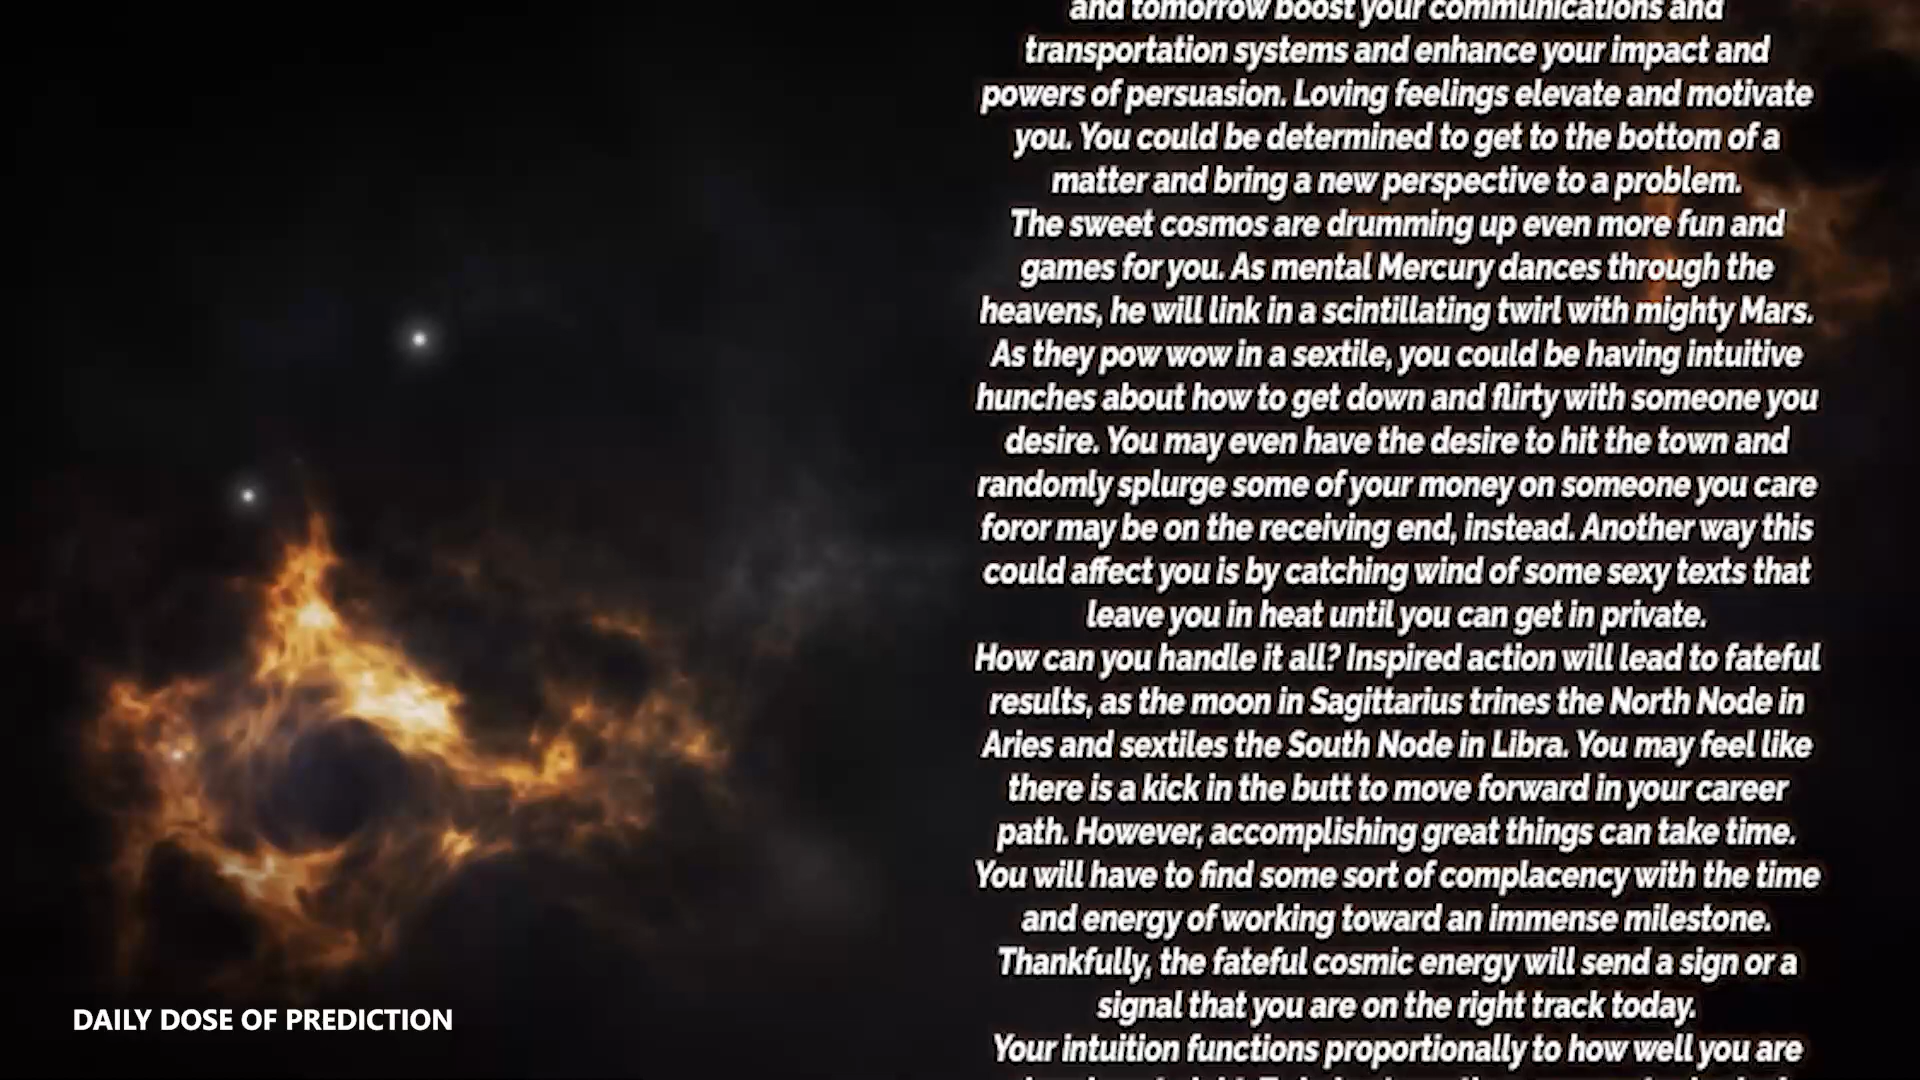 and tomorrow boost your communications and
transportation systems and enhance your impact and
powers of persuasion. Loving feelings elevate and motivate
you. You could be determined to get to the bottom of a
matter and bring a new perspective to a problem.
The sweet cosmos are drumming up even more fun and
games for you. As mental Mercury dances through the
heavens, he will link in a scintillating twirl with mighty Mars.
As they pow wow in a sextile, you could be having intuitive
hunches about how to get down and flirty with someone you
desire. You may even have the desire to hit the town and
randomly splurge some of your money on someone you care
foror may be on the receiving end, instead. Another way this
could affect you is by catching wind of some sexy texts that
leave you in heat until you can get in private.
How can you handle it all? Inspired action will lead to fateful
results, as the moon in Sagittarius trines the North Node in
Aries and sextiles the South Node in Libra. You may feel like
there is a kick in the butt to move forward in your career
path. However, accomplishing great things can take time.
You will have to find some sort of complacency with the time
and energy of working toward an immense milestone.
Thankfully, the fateful cosmic energy will send a sign or a
signal that you are on the right track today.
Your intuition functions proportionally to how well you are
DAILY DOSE OF PREDICTION